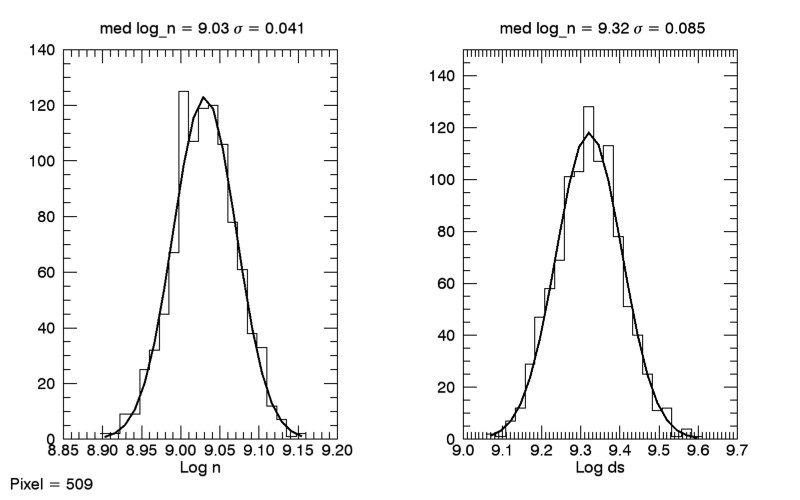 med log_n = 9.03 σ = 0.041
med log_n = 9.32 σ = 0.085
140
120
100
80
60
40
20
0
8.85 8.90 8.95 9.00 9.05 9.10 9.15 9.20
Log n
140
120
100
80
60
40
20
0
9.0 9.1 9.2 9.3 9.4 9.5 9.6 9.7
Log ds
Pixel = 509